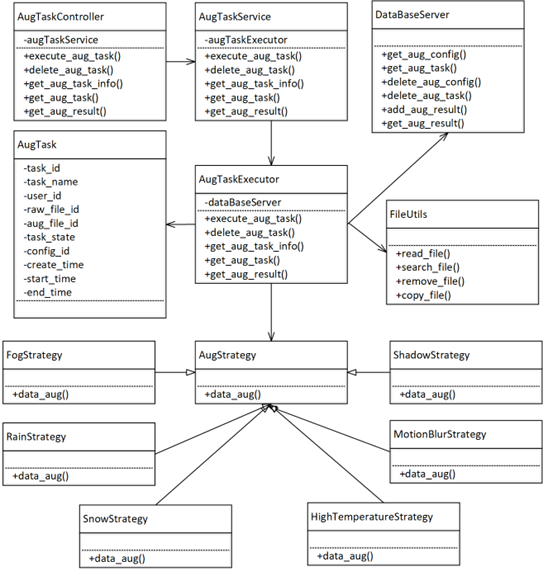 AugTaskController
-augTaskService
+execute_aug_task()
+delete_aug_task()
+get_aug_task_info()
+get_aug_task()
+get_aug_result()
AugTaskService
-augTaskExecutor
+execute_aug_task()
+delete_aug_task()
+get_aug_task_info()
+get_aug_task()
+get_aug_result()
DataBaseServer
+get_aug_config()
+get_aug_task()
+delete_aug_config()
+delete_aug_task()
+add_aug_result()
+get_aug_result()
AugTask
-task_id
-task_name
-user_id
-raw_file_id
-aug_file_id
-task_state
-config_id
-create_time
-start_time
-end_time
AugTaskExecutor
-dataBaseServer
+execute_aug_task()
+delete_aug_task()
+get_aug_task_info()
+get_aug_task()
+get_aug_result()
FileUtils
+read_file()
+search_file()
+remove_file()
+copy_file()
FogStrategy
+data_aug()
AugStrategy
+data_aug()
ShadowStrategy
+data_aug()
RainStrategy
+data_aug()
MotionBlurStrategy
+data_aug()
SnowStrategy
+data_aug()
HighTemperatureStrategy
+data_aug()